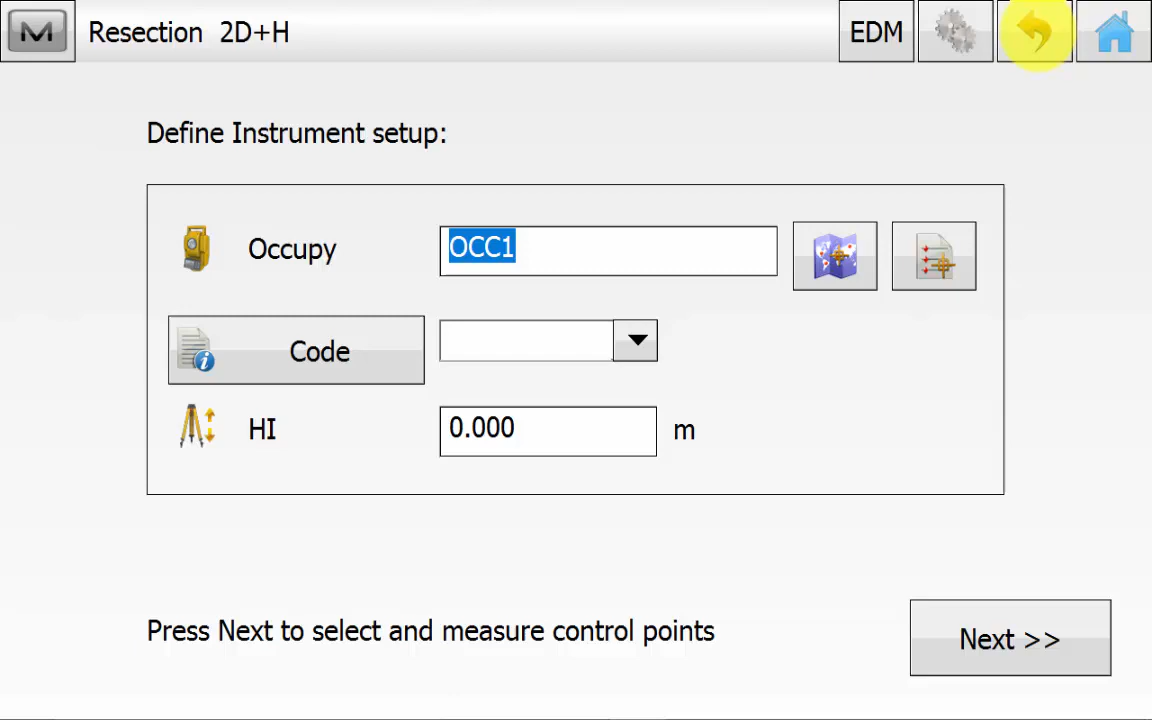 Resection 2D+H
EDM
Define Instrument setup:
Occupy
OCC1
Code
HI
0.000
m
Press Next to select and measure control points
Next >>